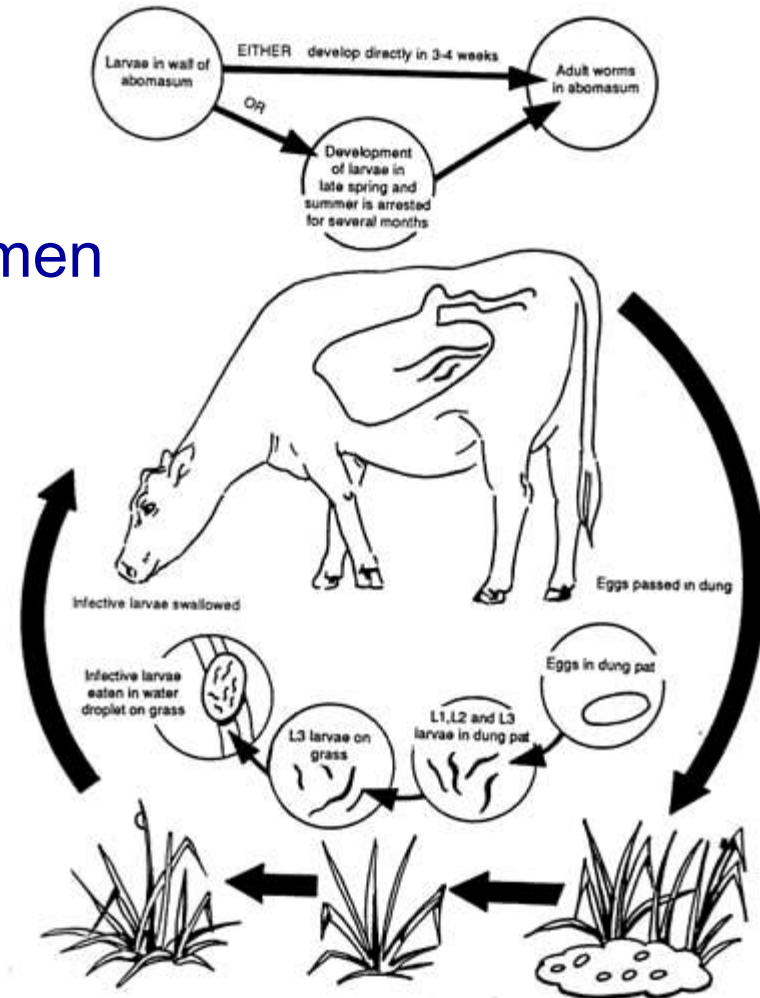 Larvae in wall of
abomasum
EITHER develop directly in 3-4 weeks
Adult worms
in abomasum
OR
Development
of larvae in
late spring and
summer is arrested
for several months
men
Eggs passed in dung
Infective larvae swallowed
Infective larvae
eaten in water
droplet on grass
L3 larvae on
grass
L1,L2 and L3
larvae in dung pat
Eggs in dung pat